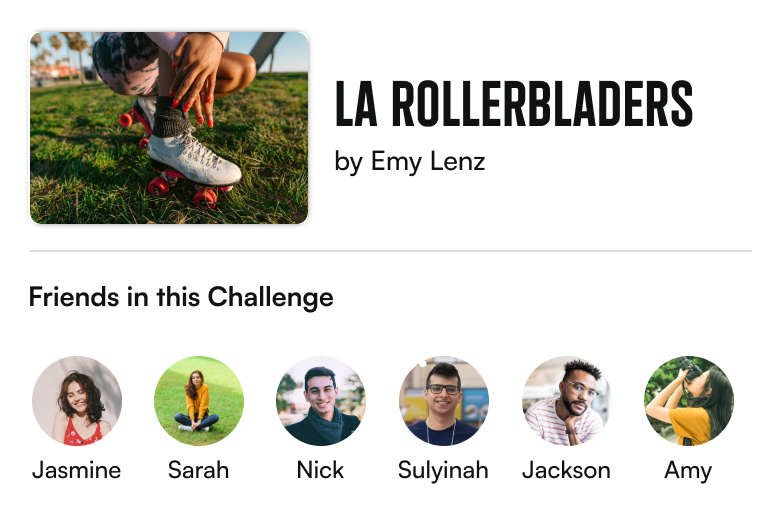 LA ROLLERBLADERS
by Emy Lenz
Friends in this Challenge
Jasmine Sarah Nick Sulyinah Jackson Amy